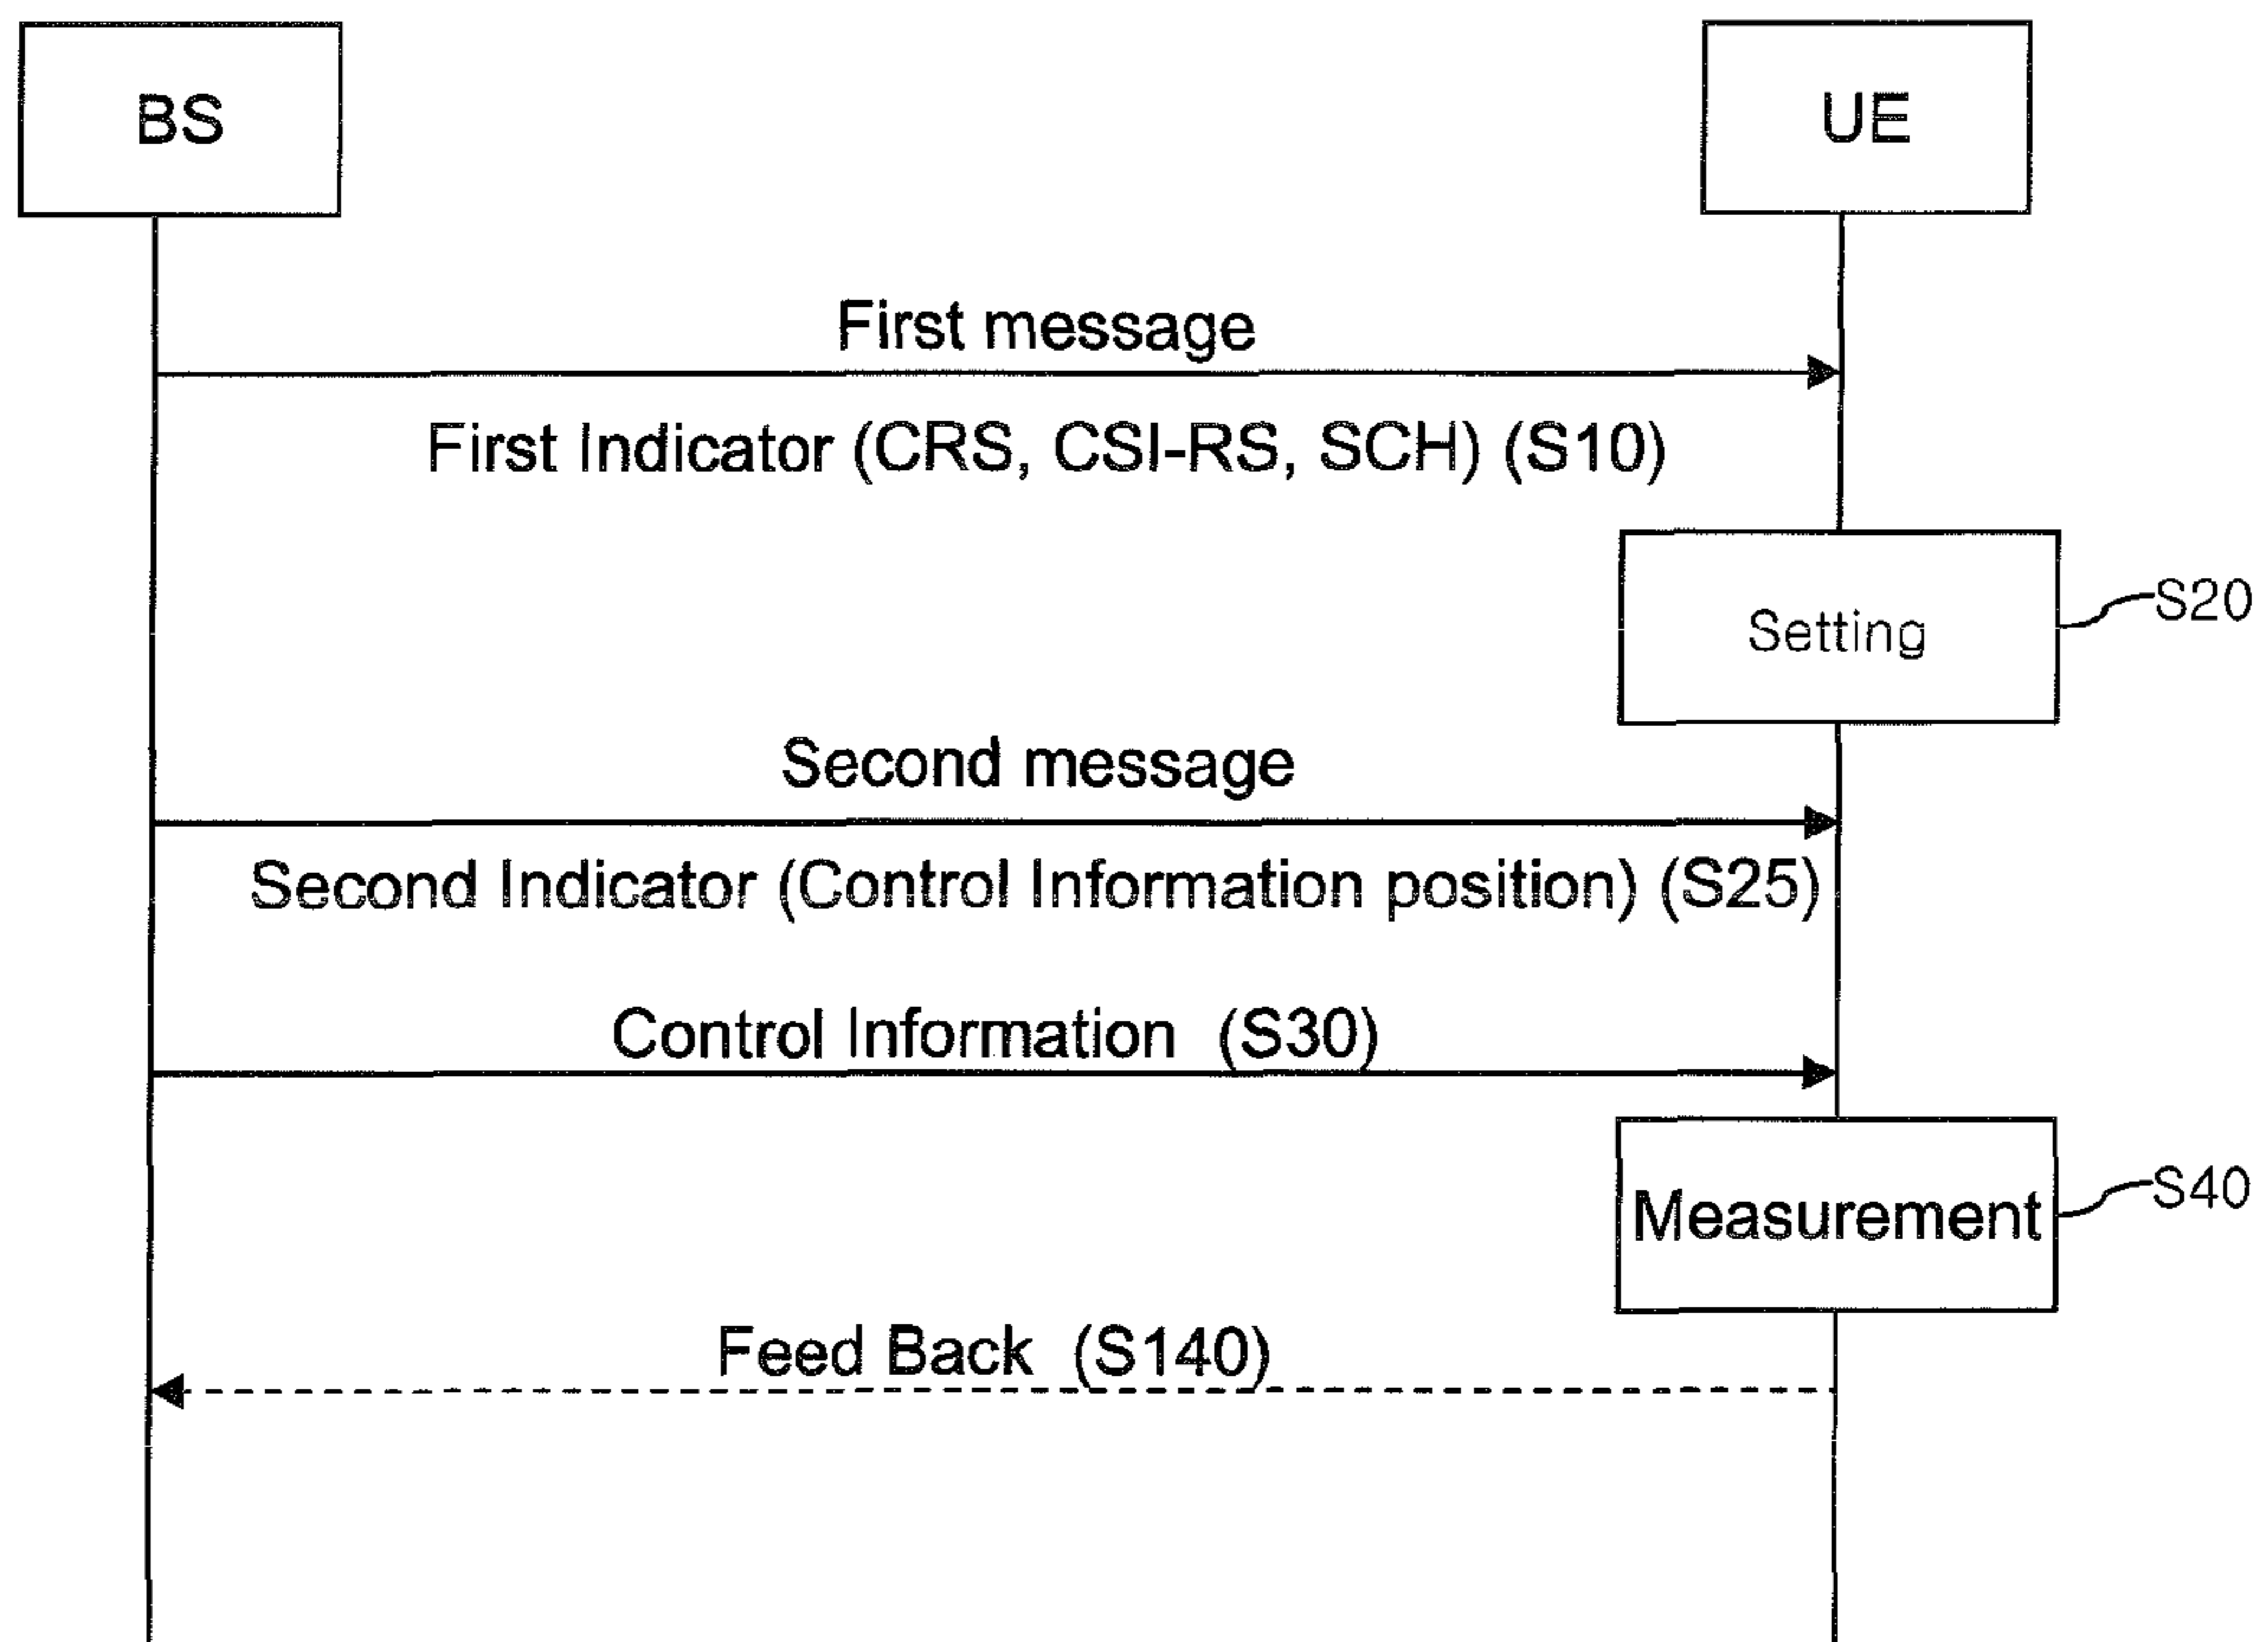 BS
UE
First message
First Indicator (CRS, CSI-RS, SCH) (S10)
Setting
S20
Second message
Second Indicator (Control Information position) (S25)
Control Information (S30)
Measurement
S40
Feed Back (S140)